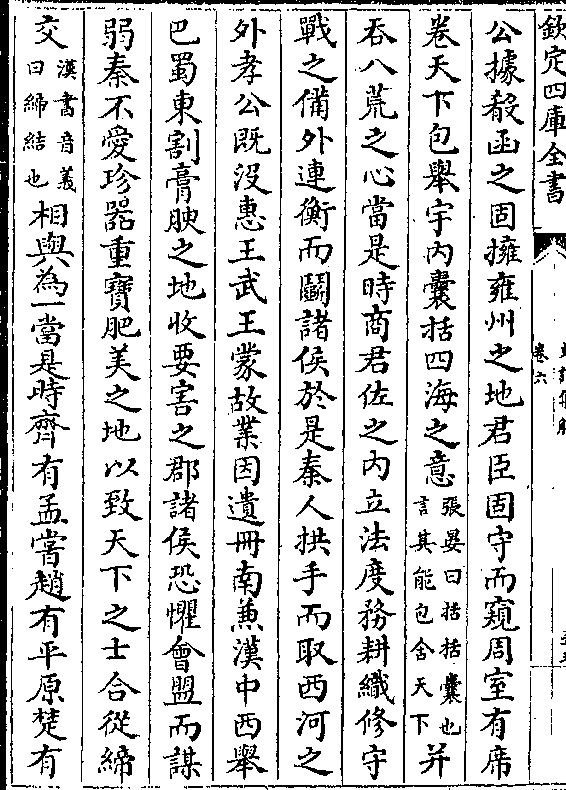 欽定四庫全書
卷六
公據殽函之固擁雍州之地君臣固守而窺周室有席
卷天下包舉宇内囊括四海之意張晏曰括括囊也言其能包含天下并
吞八荒之心當是時商君佐之内立法度務耕織修守
戰之備外連衡而鬭諸侯於是秦人拱手而取西河之
外孝公既沒惠王武王蒙故業因遺冊南兼漢中西舉
巴蜀東割膏腴之地收要害之郡諸侯恐懼會盟而謀
弱秦不愛珍器重寶肥美之地以致天下之士合從締
交漢書音義曰締結也相與為一當是時齊有孟嘗趙有平原楚有